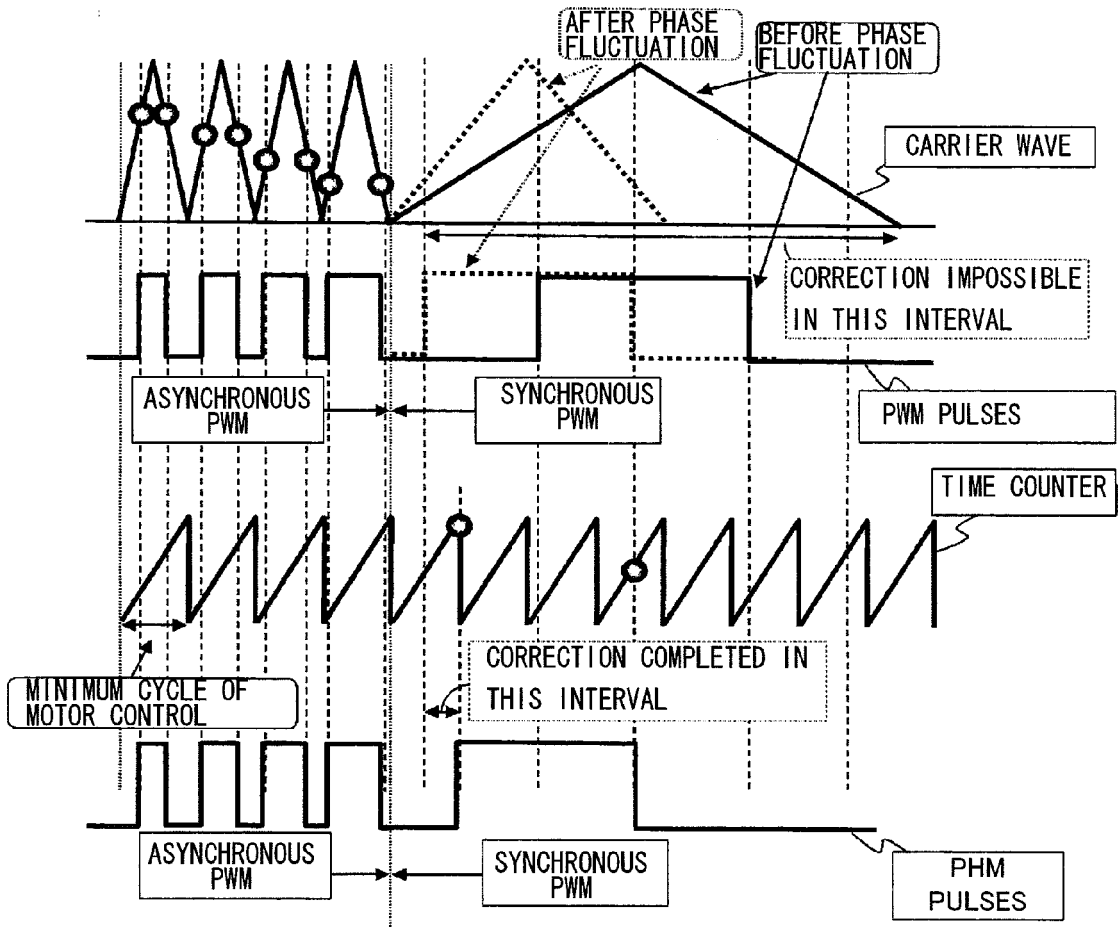 AFTER PHASE
FLUCTUATION
BEFORE PHASE
FLUCTUATION
CARRIER WAVE
CORRECTION IMPOSSIBLE
IN THIS INTERVAL
ASYNCHRONOUS
PWM
SYNCHRONOUS
PWM
PWM PULSES
TIME COUNTER
CORRECTION COMPLETED IN
THIS INTERVAL
MINIMUM CYCLE OF
MOTOR CONTROL
ASYNCHRONOUS
PWM
SYNCHRONOUS
PWM
PHM
PULSES